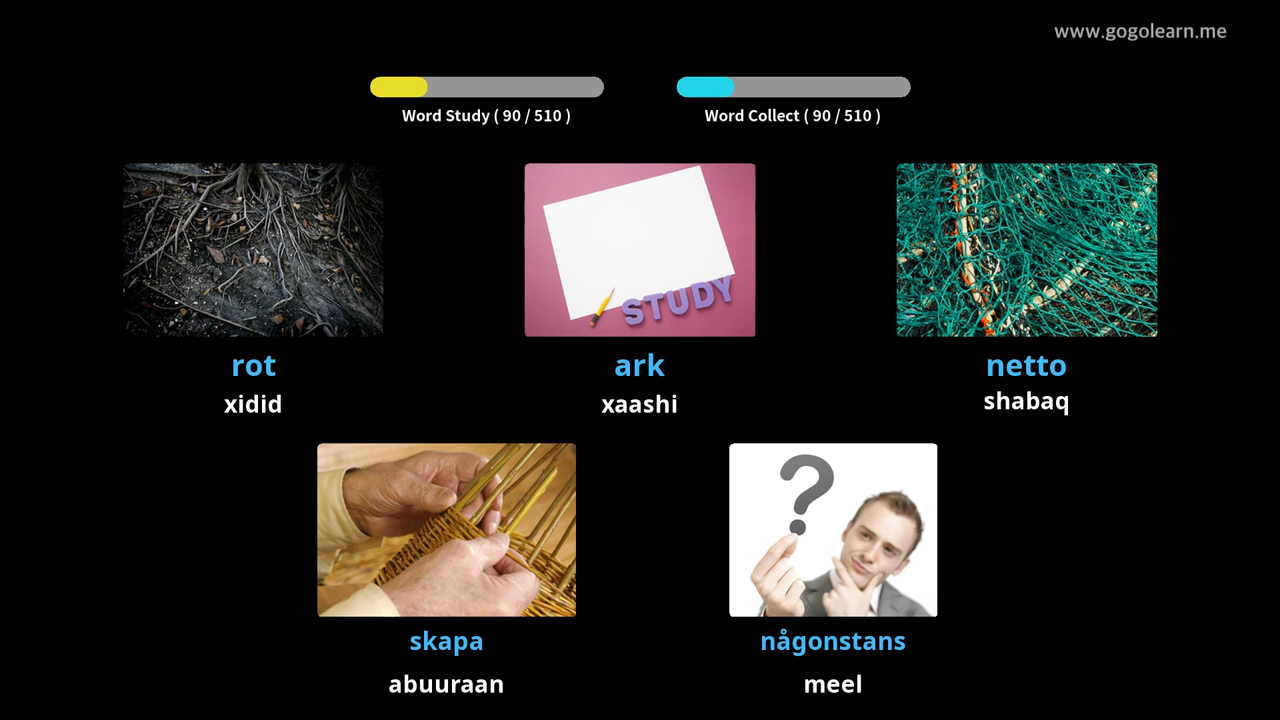 www.gogolearn.me
Word Study ( 90 / 510 )
Word Collect ( 90 / 510 )
STUDY
rot
xidid
ark
xaashi
netto
shabaq
skapa
abuuraan
någonstans
meel